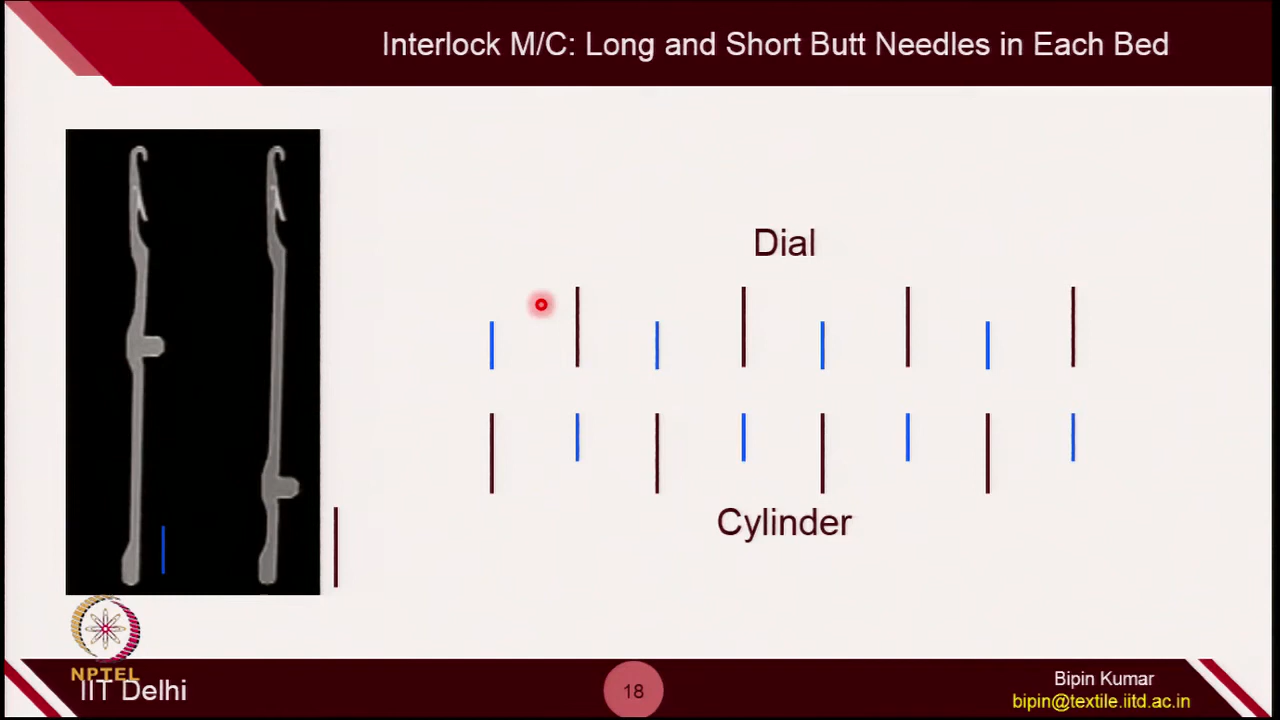 Interlock M/C: Long and Short Butt Needles in Each Bed
Dial
Cylinder
NPTEL
IIT Delhi
18
Bipin Kumar
bipin@textile.iitd.ac.in